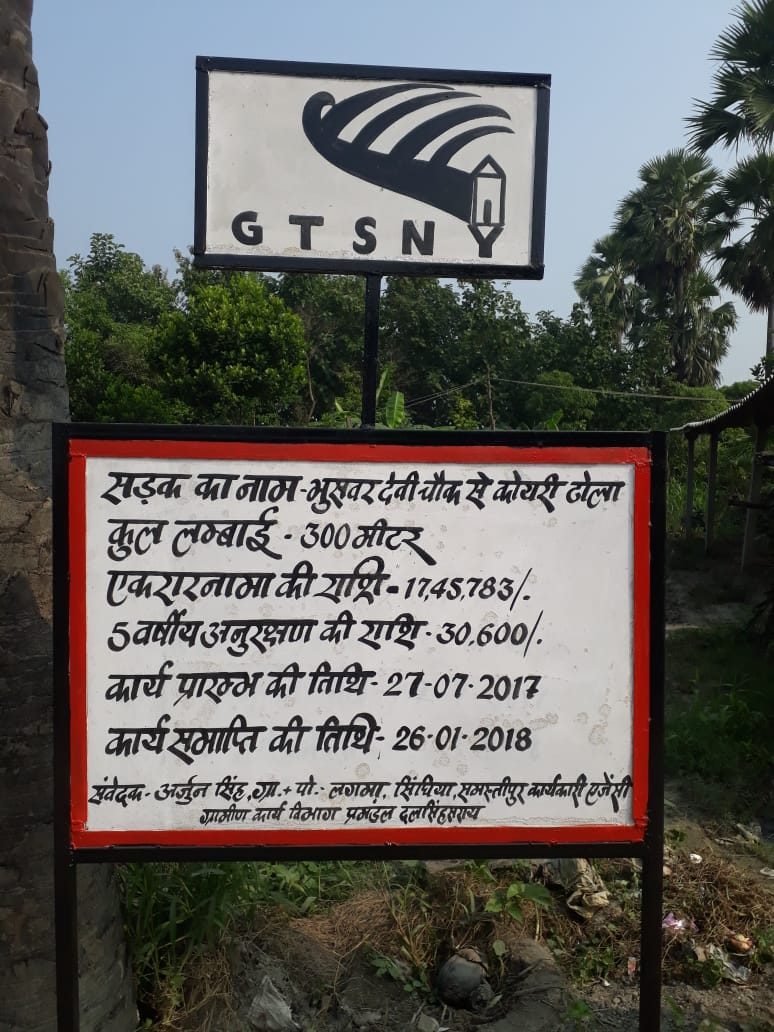 GTSNY
सड़क का नाम-भुसवर देवी चौक से कोयरी टोला
कुल लम्बाई - 300 मीटर
एकरारनामा की राशि - 17,45,783/.
5 वर्षीय अनुरक्षण की राशि - 30,600/.
कार्य प्रारम्भ की तिथि - 27-07-2017
कार्य समाप्ति की तिथि - 26-01-2018
संवेदक - अर्जुन सिंह, ग्रा.+ पो.- लगमा, सिंघिया, समस्तीपुर कार्यकारी एजेंसी
ग्रामीण कार्य विभाग प्रमंडल दलसिंहसराय